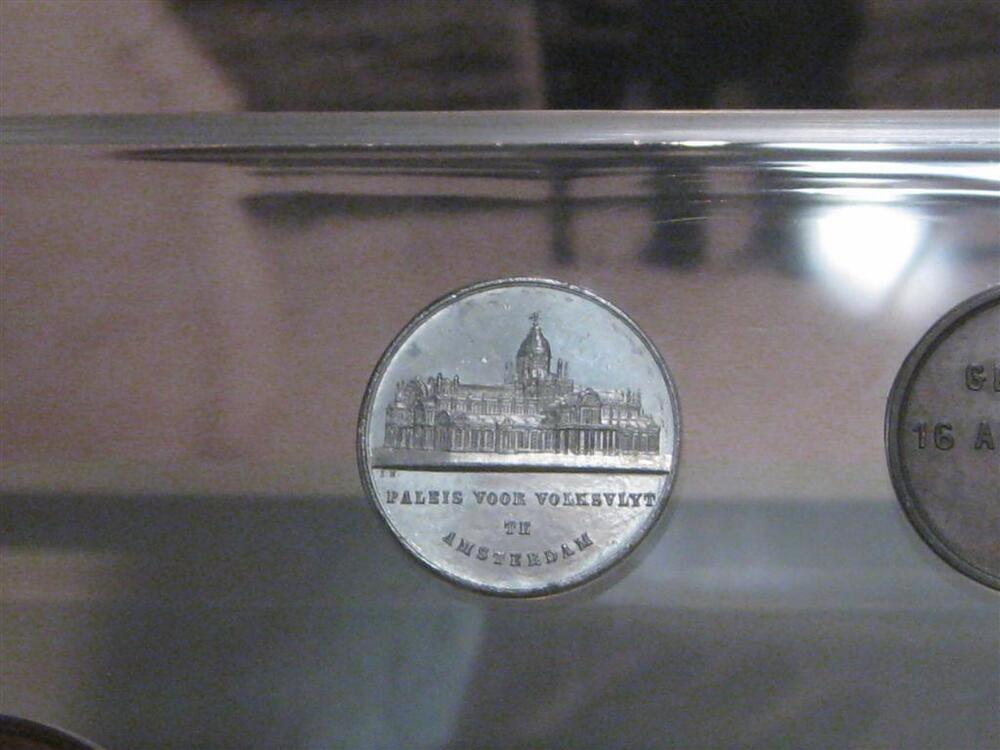 PALEIS VOOR VOLKSVLYT
TE
AMSTERDAM
16 A